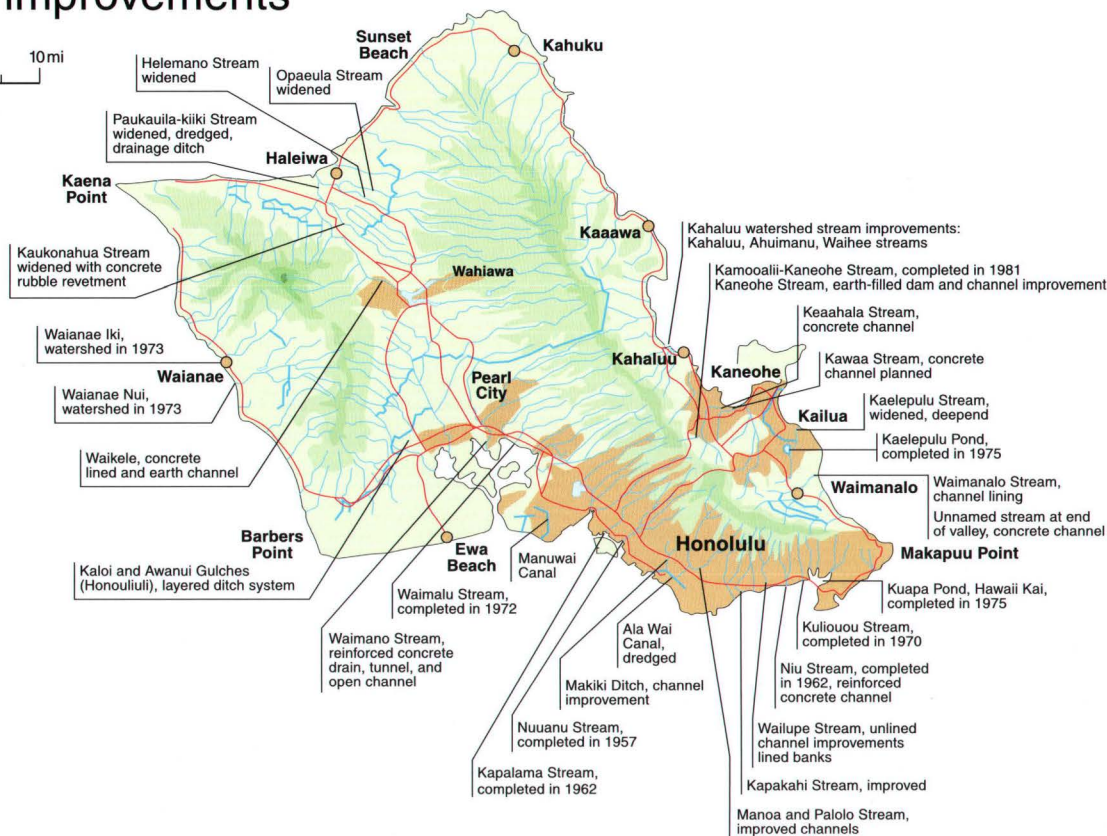 improvements
10 mi
Sunset
Beach
Kahuku
Helemano Stream
widened
Opaeula Stream
widened
Paukauila-kiiki Stream
widened, dredged,
drainage ditch
Haleiwa
Kaena
Point
Kaaawa
Kahaluu watershed stream improvements:
Kahaluu, Ahuimanu, Waihee streams
Kaukonahua Stream
widened with concrete
rubble revetment
Wahiawa
Kamooalii-Kaneohe Stream, completed in 1981
Kaneohe Stream, earth-filled dam and channel improvement
Keaahala Stream,
concrete channel
Waianae Iki,
watershed in 1973
Waianae
Kahaluu
Kaneohe
Kawaa Stream, concrete
channel planned
Waianae Nui,
watershed in 1973
Pearl
City
Kailua
Kaelepulu Stream,
widened, deepend
Kaelepulu Pond,
completed in 1975
Waikele, concrete
lined and earth channel
Waimanalo
Waimanalo Stream,
channel lining
Unnamed stream at end
of valley, concrete channel
Barbers
Point
Ewa
Beach
Manuwai
Canal
Honolulu
Makapuu Point
Kaloi and Awanui Gulches
(Honouliuli), layered ditch system
Waimalu Stream,
completed in 1972
Kuapa Pond, Hawaii Kai,
completed in 1975
Waimano Stream,
reinforced concrete
drain, tunnel, and
open channel
Ala Wai
Canal,
dredged
Kuliouou Stream,
completed in 1970
Makiki Ditch, channel
improvement
Niu Stream, completed
in 1962, reinforced
concrete channel
Nuuanu Stream,
completed in 1957
Wailupe Stream, unlined
channel improvements
lined banks
Kapalama Stream,
completed in 1962
Kapakahi Stream, improved
Manoa and Palolo Stream,
improved channels